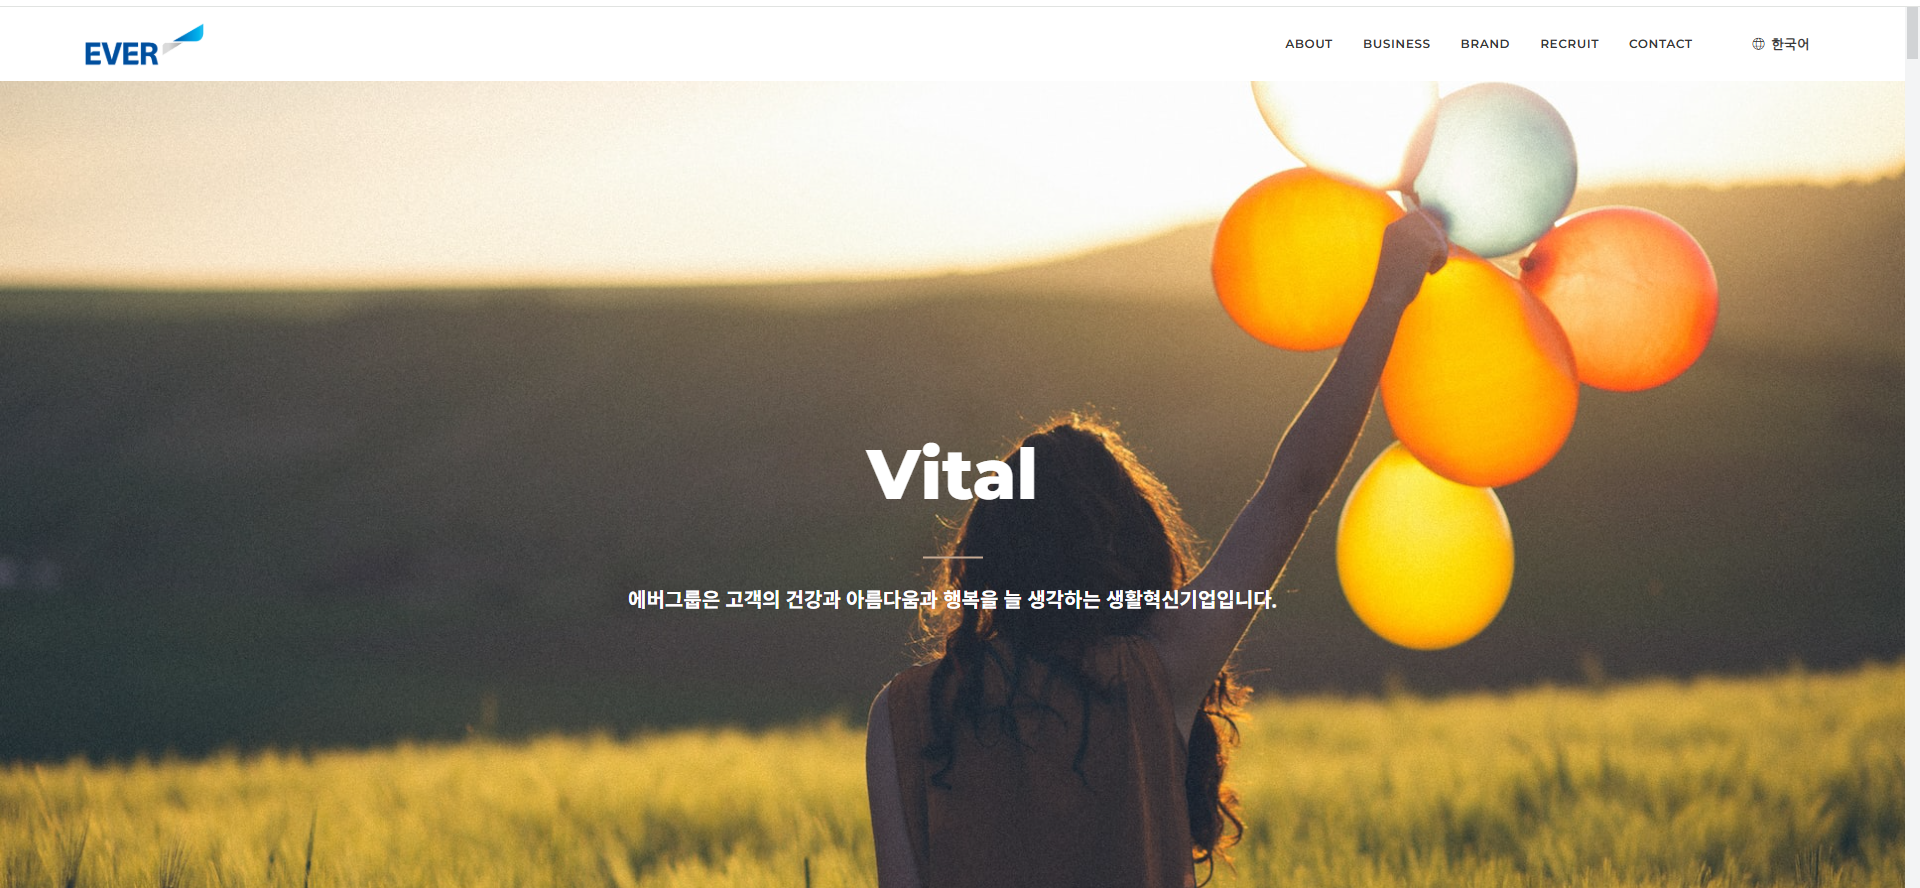 EVER
ABOUT
BUSINESS
BRAND
RECRUIT
CONTACT
한국어
Vital
에버그룹은 고객의 건강과 아름다움과 행복을 늘 생각하는 생활혁신기업입니다.